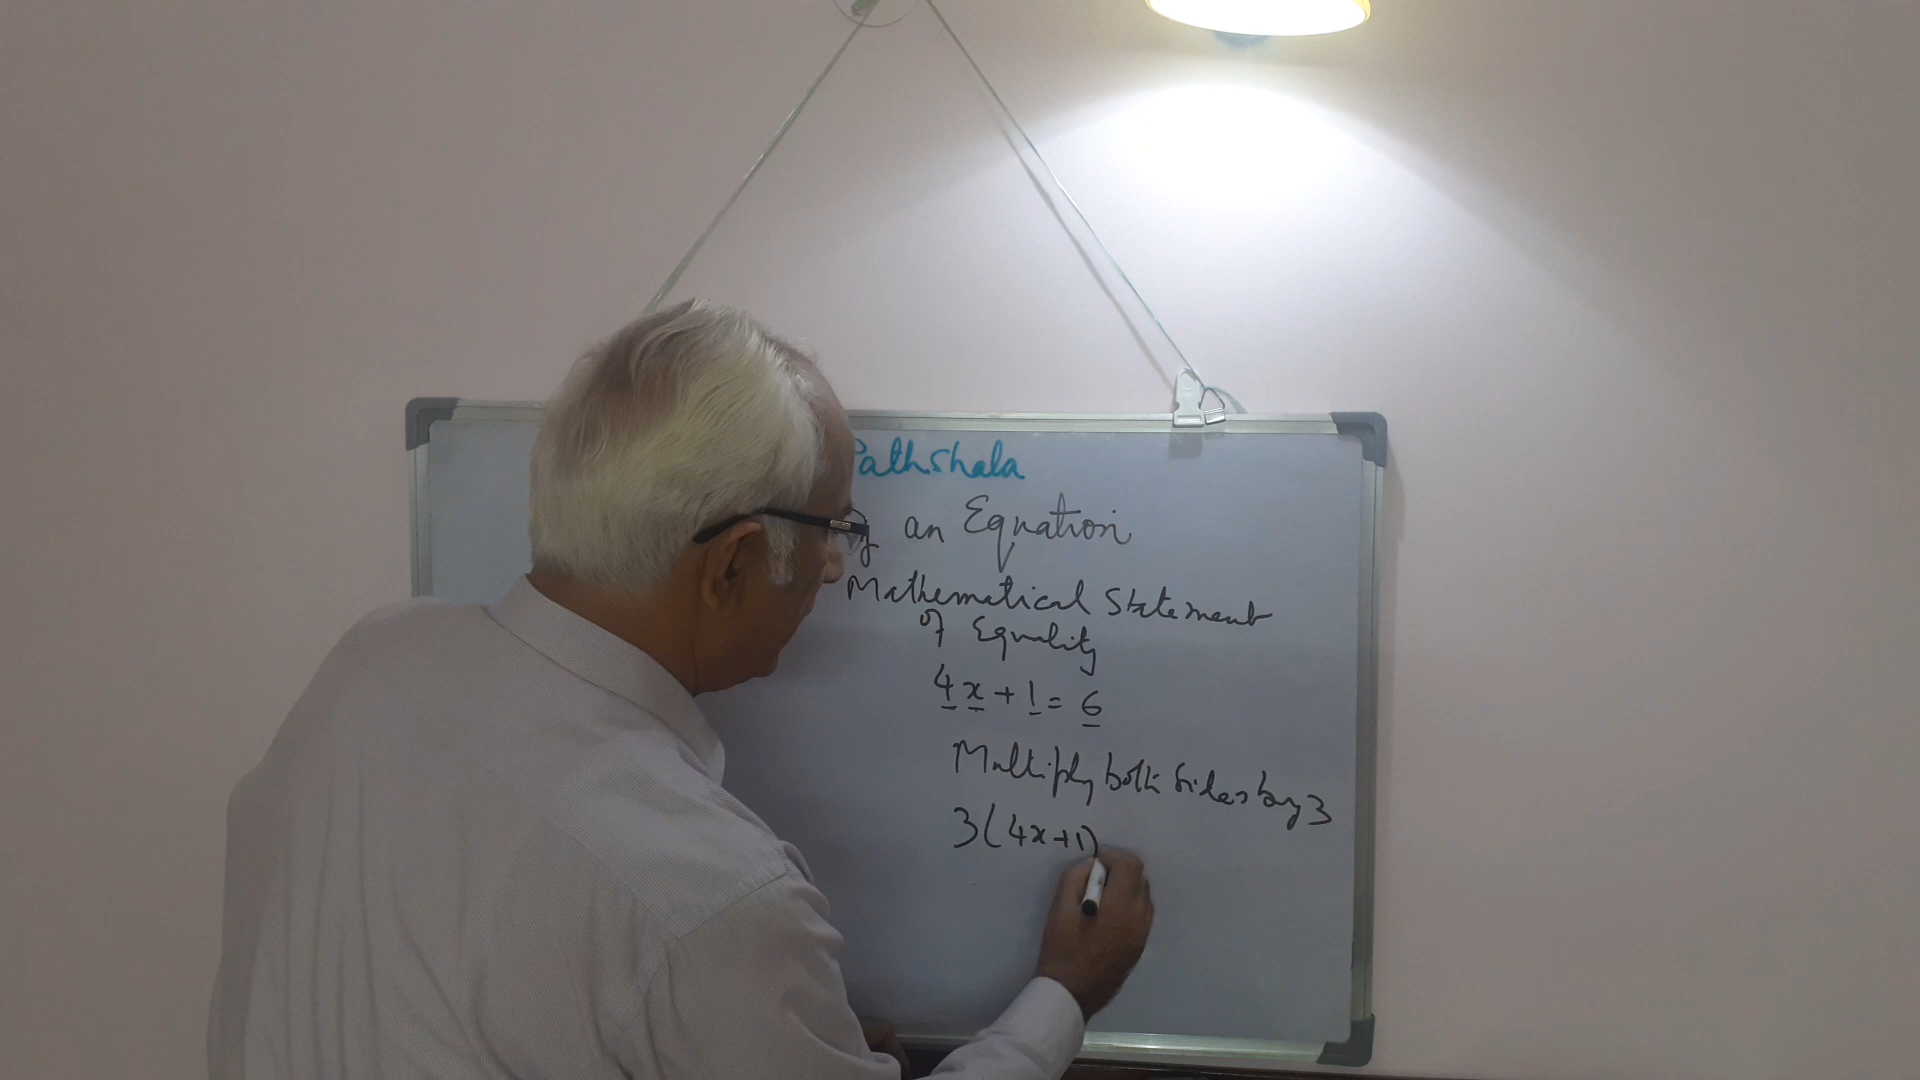 Pathshala
an Equation
Mathematical Statement
of Equality
4x+1=6
Multiply both Sides by 3
3(4x+1)